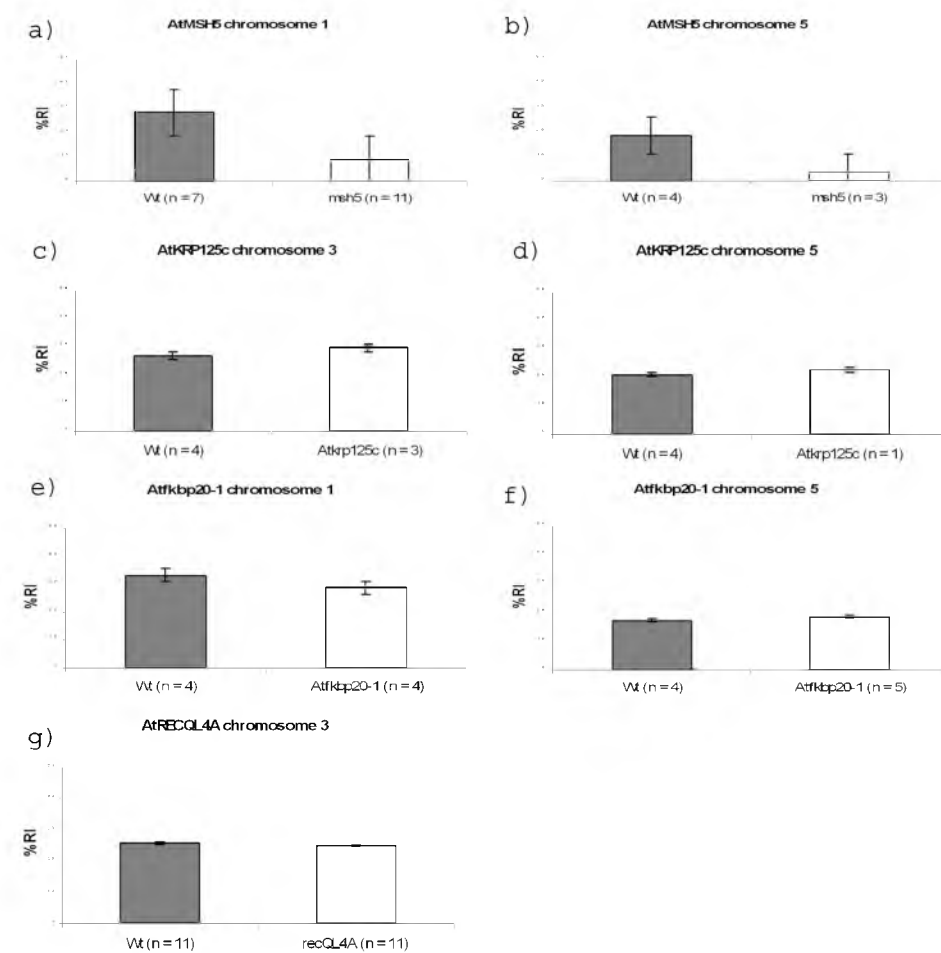 a)
AtMSH5 chromosome 1
%RI
Wt (n = 7)
msh5 (n = 11)
b)
AtMSH5 chromosome 5
%RI
Wt (n = 4)
msh5 (n = 3)
c)
AtKRP125c chromosome 3
%RI
Wt (n = 4)
Atkrp125c (n = 3)
d)
AtKRP125c chromosome 5
%RI
Wt (n = 4)
Atkrp125c (n = 1)
e)
Atfkbp20-1 chromosome 1
%RI
Wt (n = 4)
Atfkbp20-1 (n = 4)
f)
Atfkbp20-1 chromosome 5
%RI
Wt (n = 4)
Atfkbp20-1 (n = 5)
g)
AtRECQL4A chromosome 3
%RI
Wt (n = 11)
recQL4A (n = 11)